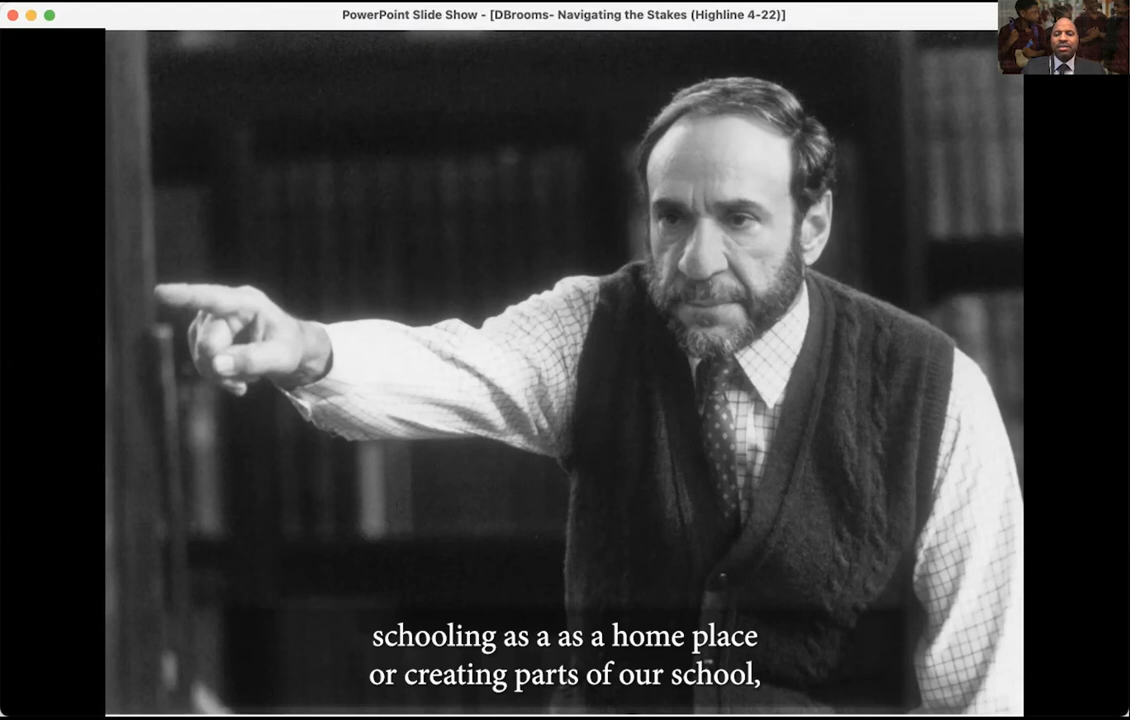 PowerPoint Slide Show - [DBrooms- Navigating the Stakes (Highline 4-22)]
schooling as a as a home place
or creating parts of our school,